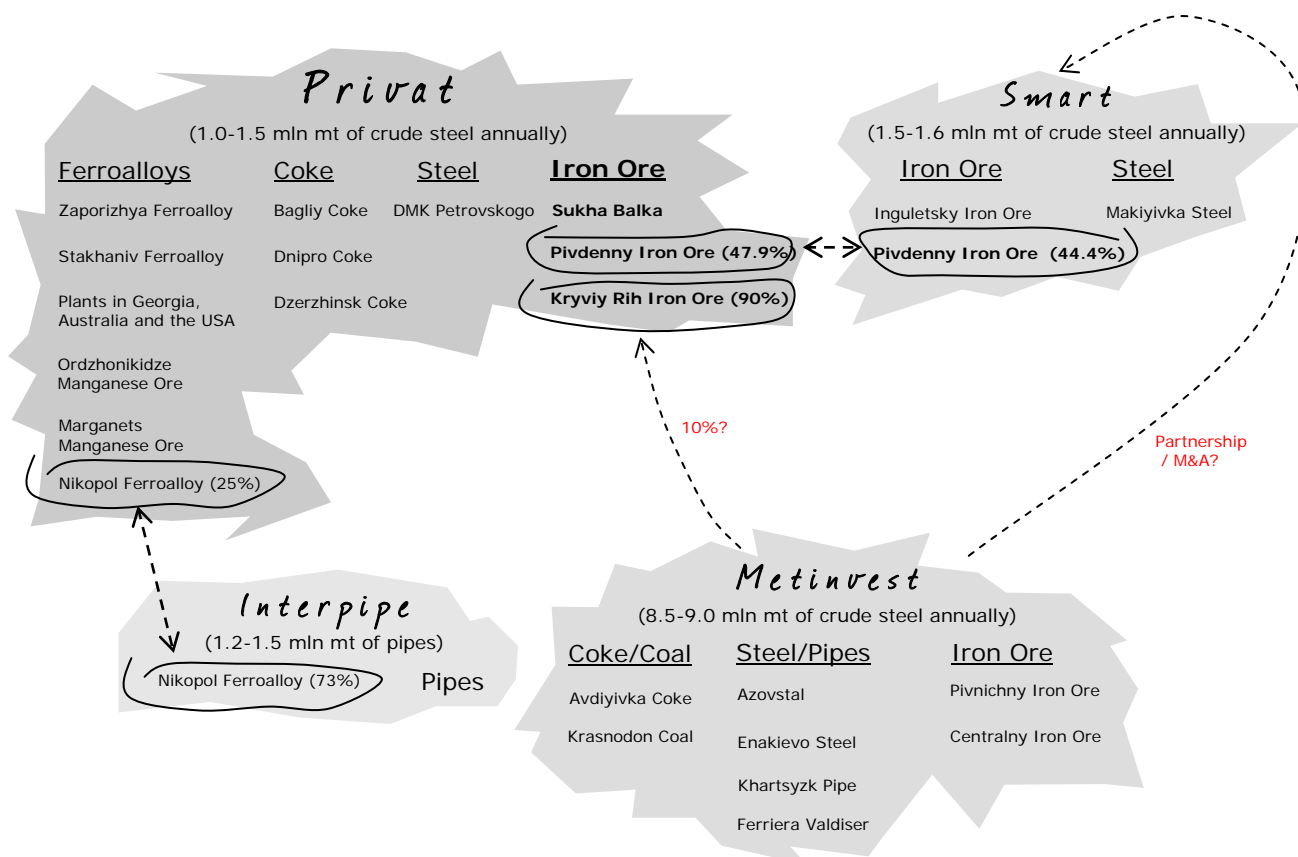 Privat
(1.0-1.5 mln mt of crude steel annually)
Ferroalloys
Zaporizhya Ferroalloy
Stakhaniv Ferroalloy
Plants in Georgia,
Australia and the USA
Ordzhonikidze
Manganese Ore
Marganets
Manganese Ore
Nikopol Ferroalloy (25%)
Coke
Bagliy Coke
Dnipro Coke
Dzerzhinsk Coke
Steel
DMK Petrovskogo
Iron Ore
Sukha Balka
Pivdenny Iron Ore (47.9%)
Kryviy Rih Iron Ore (90%)
Smart
(1.5-1.6 mln mt of crude steel annually)
Iron Ore
Inguletsky Iron Ore
Pivdenny Iron Ore (44.4%)
Steel
Makiyivka Steel
10%?
Partnership
/ M&A?
Interpipe
(1.2-1.5 mln mt of pipes)
Nikopol Ferroalloy (73%)
Pipes
Metinvest
(8.5-9.0 mln mt of crude steel annually)
Coke/Coal
Avdiyivka Coke
Krasnodon Coal
Steel/Pipes
Azovstal
Enakievo Steel
Khartsyzk Pipe
Ferriera Valdiser
Iron Ore
Pivnichny Iron Ore
Centralny Iron Ore